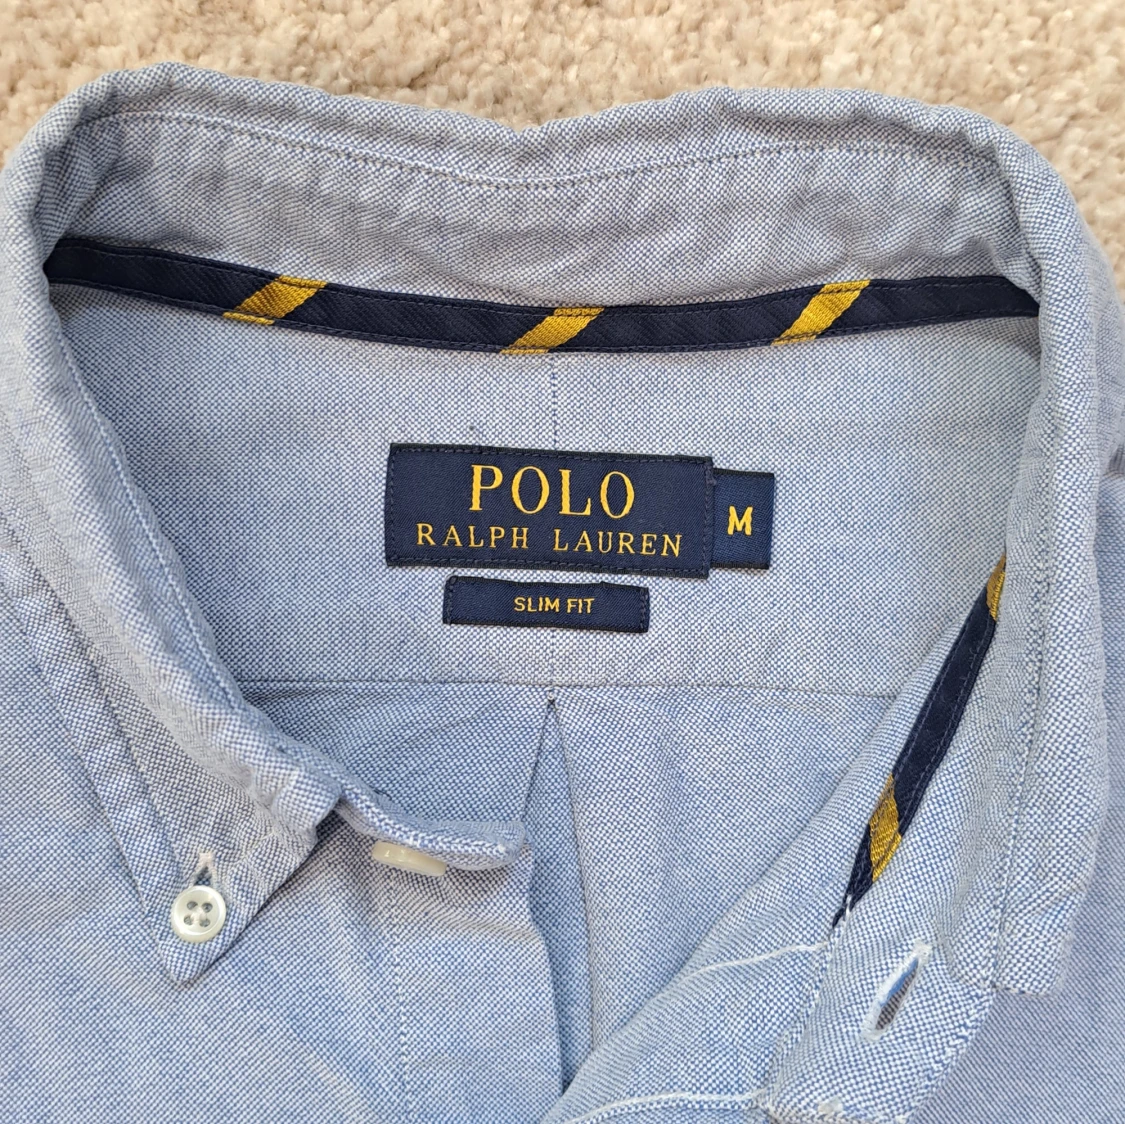 POLO
RALPH LAUREN
M
SLIM FIT